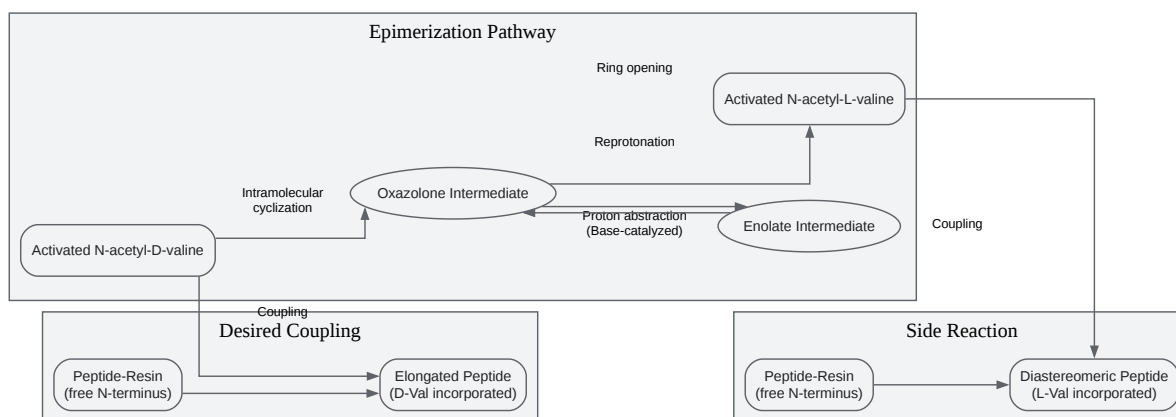 Epimerization Pathway
Ring opening
Activated N-acetyl-L-valine
Reprotonation
Intramolecular
cyclization
Oxazolone Intermediate
Proton abstraction
(Base-catalyzed)
Enolate Intermediate
Coupling
Activated N-acetyl-D-valine
Coupling
Desired Coupling
Peptide-Resin
(free N-terminus)
Elongated Peptide
(D-Val incorporated)
Side Reaction
Peptide-Resin
(free N-terminus)
Diastereomeric Peptide
(L-Val incorporated)